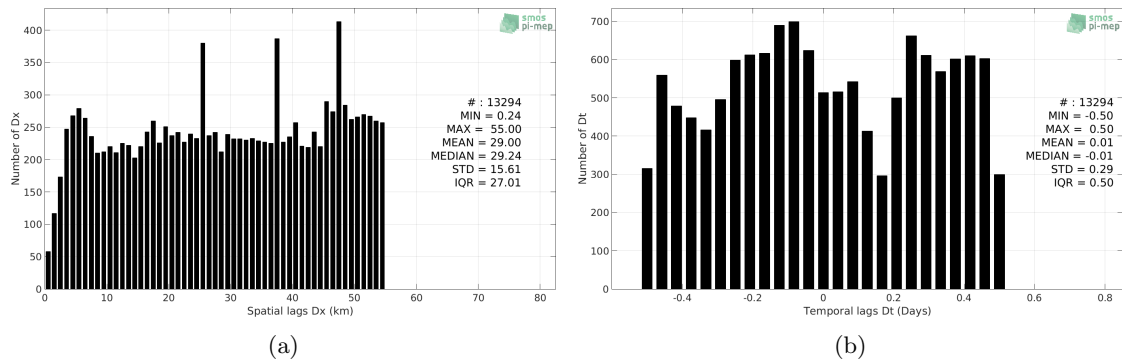 smos
pi-mep
400
350
300
250
200
150
100
50
0
Number of Dx
# : 13294
MIN = 0.24
MAX = 55.00
MEAN = 29.00
MEDIAN = 29.24
STD = 15.61
IQR = 27.01
0 10 20 30 40 50 60 70 80
Spatial lags Dx (km)
(a)
smos
pi-mep
700
600
500
400
300
200
100
0
Number of Dt
# : 13294
MIN = -0.50
MAX = 0.50
MEAN = 0.01
MEDIAN = -0.01
STD = 0.29
IQR = 0.50
-0.4 -0.2 0 0.2 0.4 0.6 0.8
Temporal lags Dt (Days)
(b)